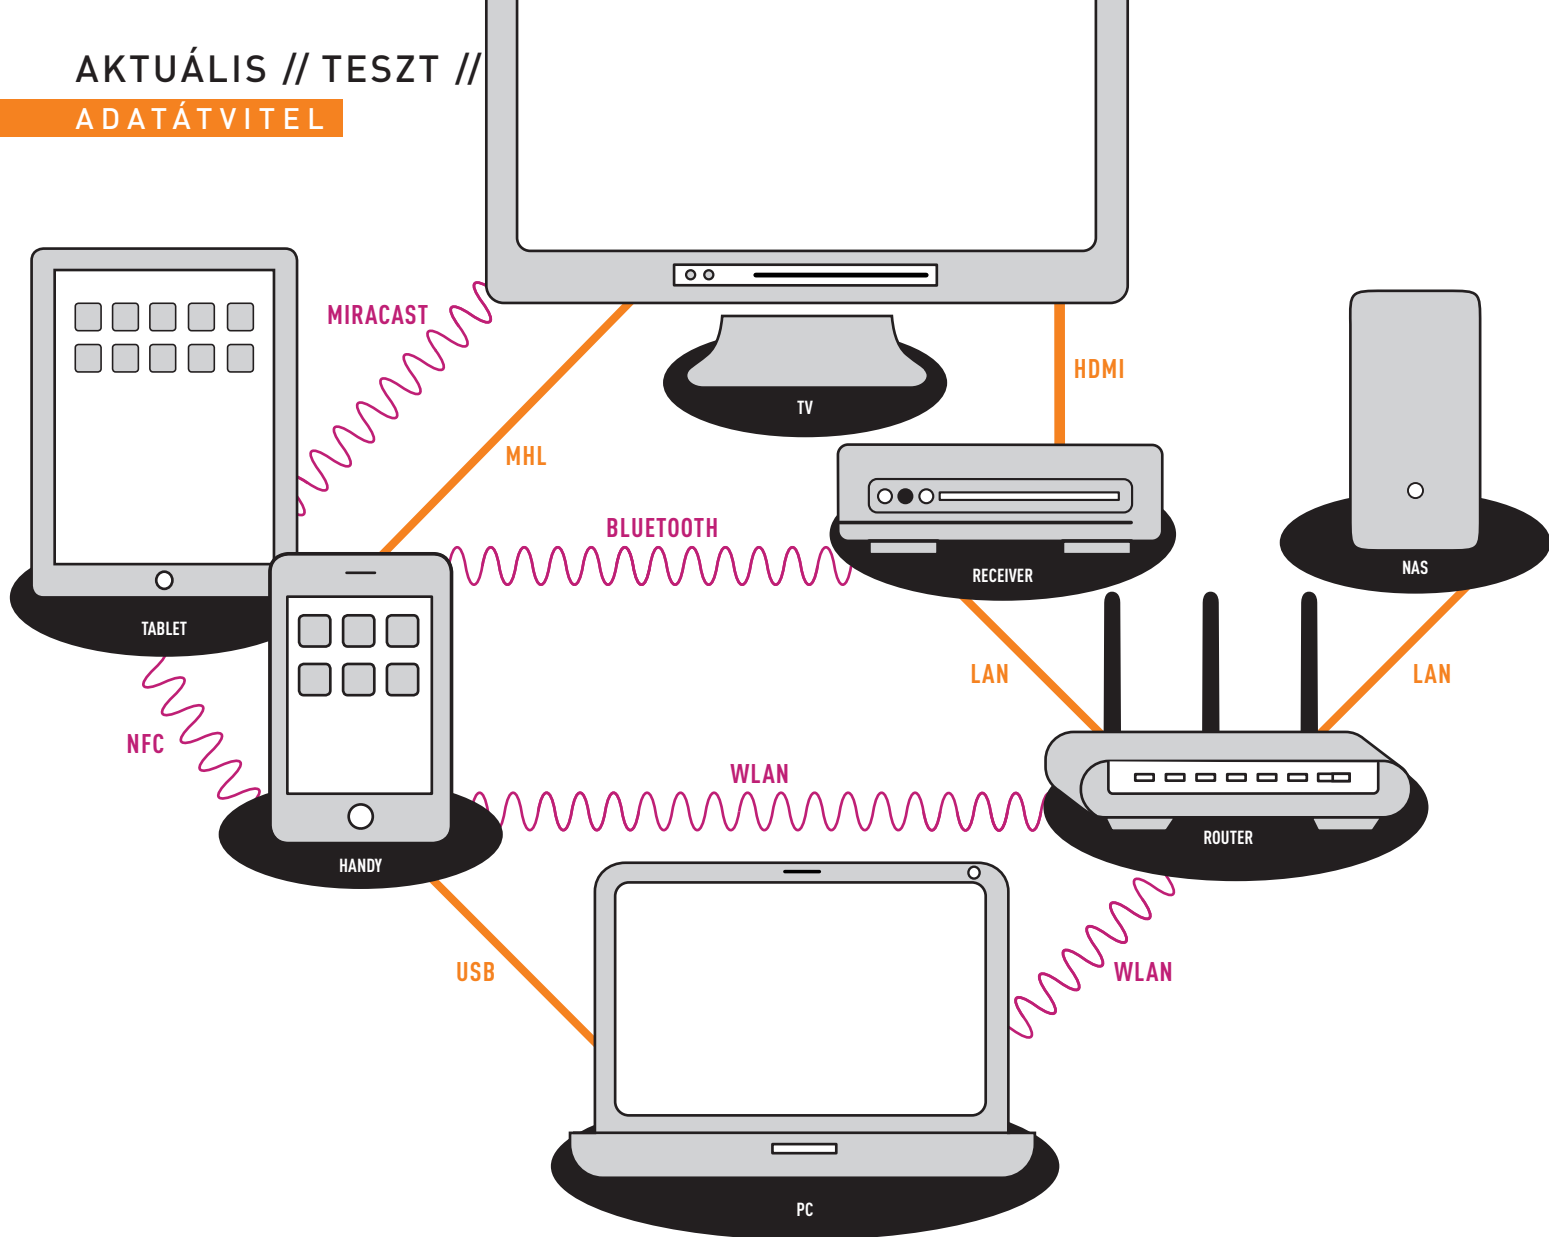 AKTUÁLIS // TESZT //
ADATÁTVITEL
MIRACAST
HDMI
TV
MHL
BLUETOOTH
RECEIVER
NAS
TABLET
LAN
LAN
NFC
WLAN
ROUTER
HANDY
USB
WLAN
PC